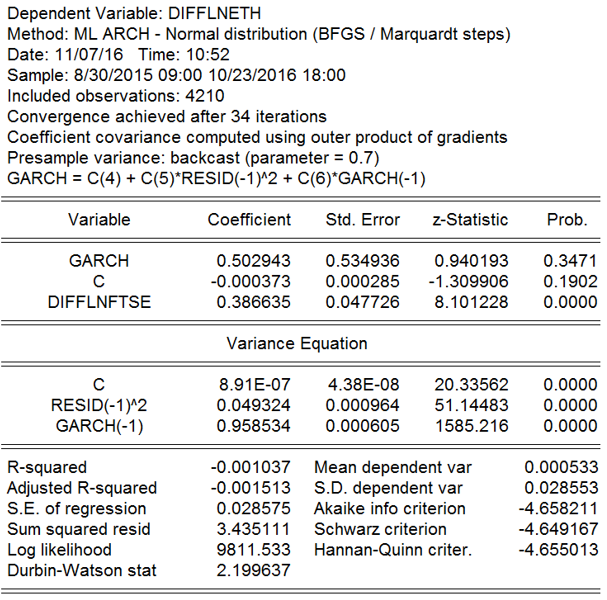 Dependent Variable: DIFFLNETH
Method: ML ARCH - Normal distribution (BFGS / Marquardt steps)
Date: 11/07/16 Time: 10:52
Sample: 8/30/2015 09:00 10/23/2016 18:00
Included observations: 4210
Convergence achieved after 34 iterations
Coefficient covariance computed using outer product of gradients
Presample variance: backcast (parameter = 0.7)
GARCH = C(4) + C(5)*RESID(-1)^2 + C(6)*GARCH(-1)
Variable Coefficient Std. Error z-Statistic Prob.
GARCH 0.502943 0.534936 0.940193 0.3471
C -0.000373 0.000285 -1.309906 0.1902
DIFFLNFTSE 0.386635 0.047726 8.101228 0.0000
Variance Equation
C 8.91E-07 4.38E-08 20.33562 0.0000
RESID(-1)^2 0.049324 0.000964 51.14483 0.0000
GARCH(-1) 0.958534 0.000605 1585.216 0.0000
R-squared -0.001037 Mean dependent var 0.000533
Adjusted R-squared -0.001513 S.D. dependent var 0.028553
S.E. of regression 0.028575 Akaike info criterion -4.658211
Sum squared resid 3.435111 Schwarz criterion -4.649167
Log likelihood 9811.533 Hannan-Quinn criter. -4.655013
Durbin-Watson stat 2.199637